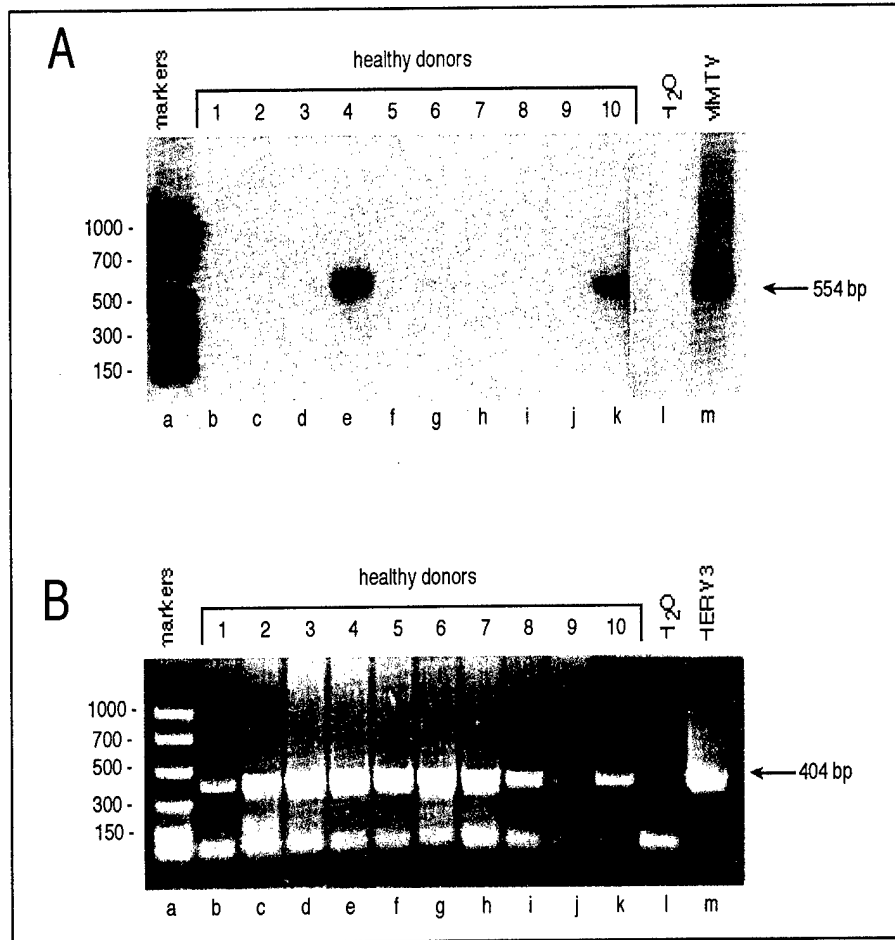 A
healthy donors
markers
1 2 3 4 5 6 7 8 9 10
H2O
MMTV
1000 -
700 -
500 -
300 -
150 -
554 bp
a b c d e f g h i j k l m
B
healthy donors
markers
1 2 3 4 5 6 7 8 9 10
H2O
HERV3
1000 -
700 -
500 -
300 -
150 -
404 bp
a b c d e f g h i j k l m